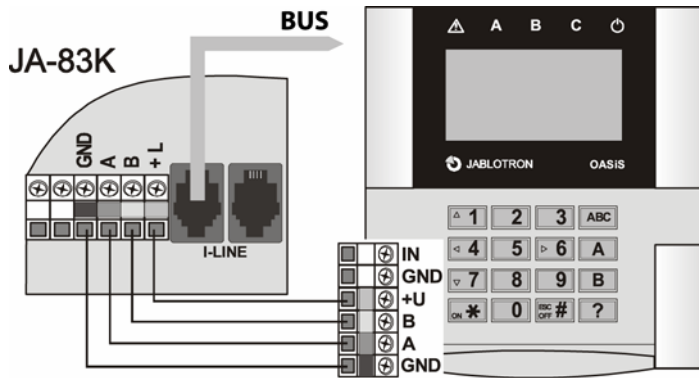 BUS
JA-83K
GND A B +L
I-LINE
A B C
JABLOTRON OASiS
1 2 3 ABC
4 5 6 A
7 8 9 B
ON * 0 ESC OFF # ?
IN
GND
+U
B
A
GND